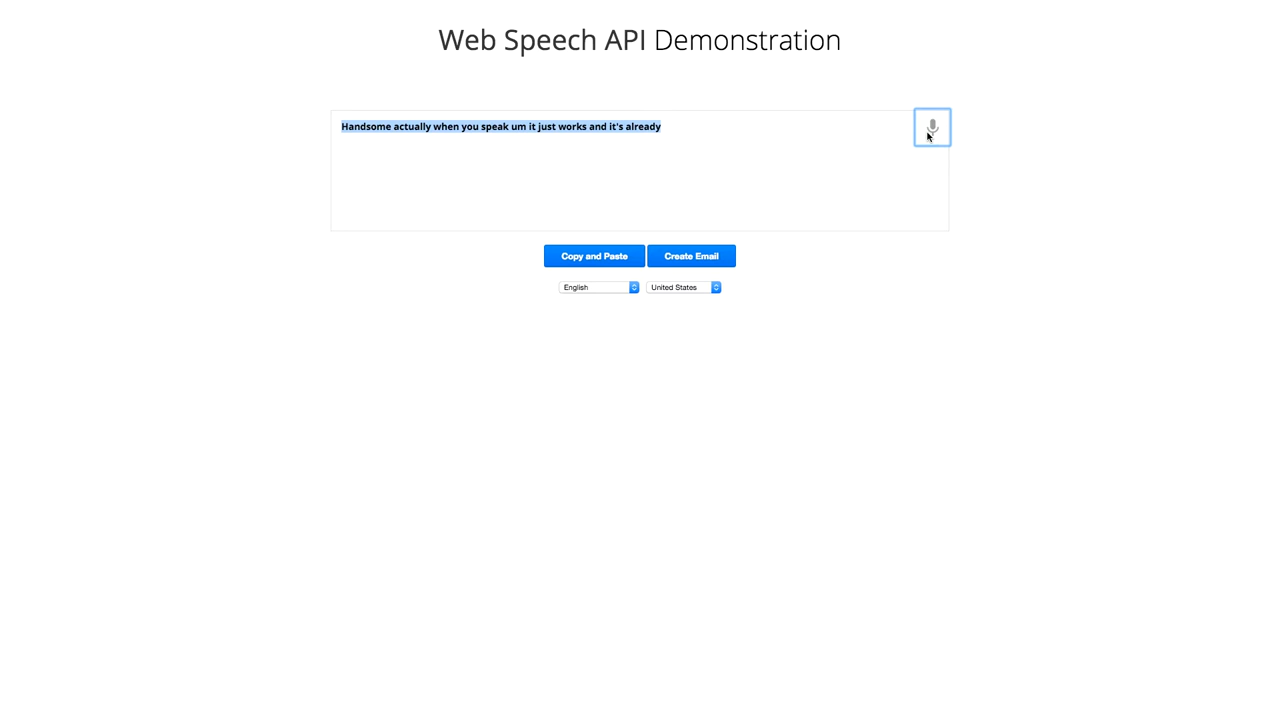 Web Speech API Demonstration
Handsome actually when you speak um it just works and it's already
Copy and Paste Create Email
English United States